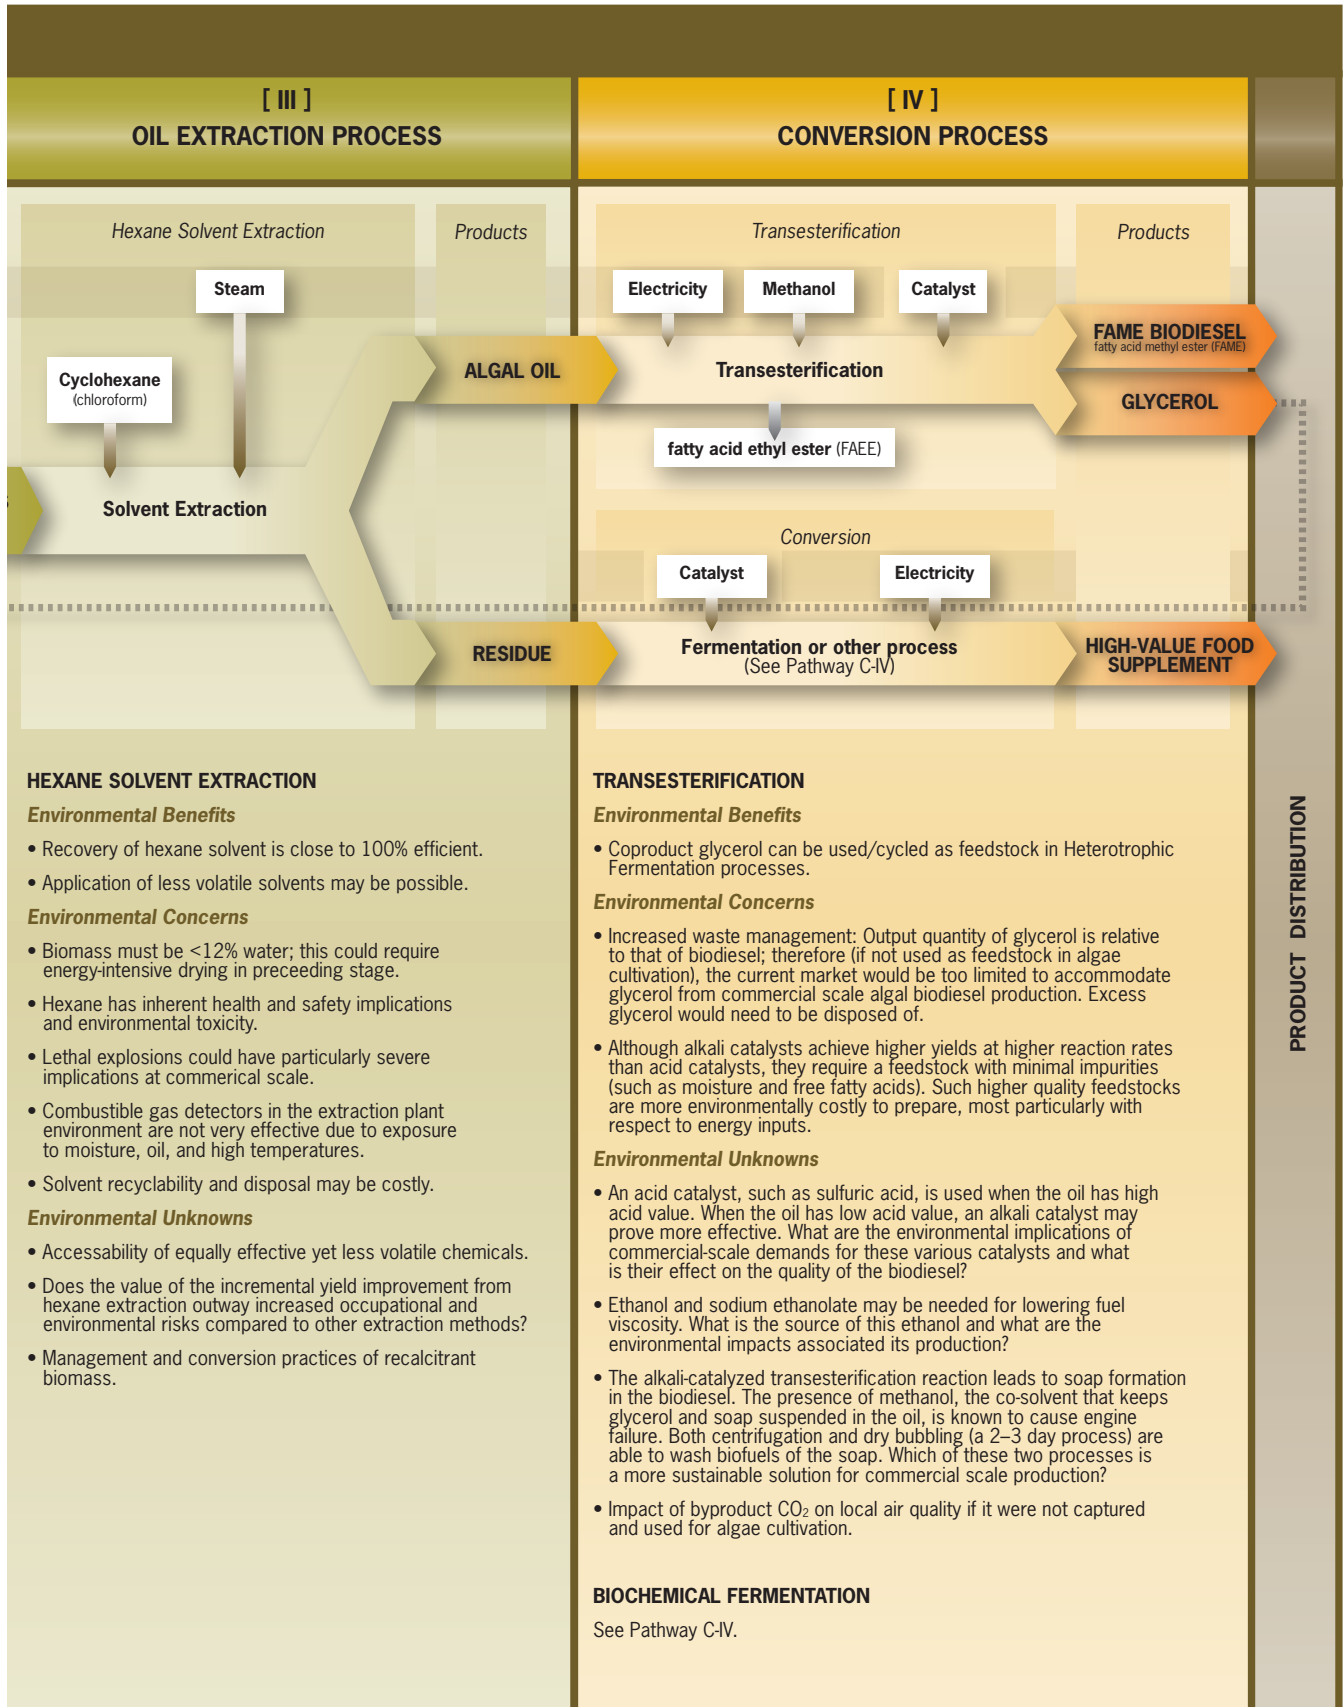 [ III ]
OIL EXTRACTION PROCESS
[ IV ]
CONVERSION PROCESS
Hexane Solvent Extraction
Products
Steam
Cyclohexane
(chloroform)
Solvent Extraction
ALGAL OIL
RESIDUE
Transesterification
Products
Electricity
Methanol
Catalyst
Transesterification
fatty acid ethyl ester (FAEE)
FAME BIODIESEL
fatty acid methyl ester (FAME)
GLYCEROL
Conversion
Catalyst
Electricity
Fermentation or other process
(See Pathway C-IV)
HIGH-VALUE FOOD
SUPPLEMENT
HEXANE SOLVENT EXTRACTION
Environmental Benefits
• Recovery of hexane solvent is close to 100% efficient.
• Application of less volatile solvents may be possible.
Environmental Concerns
• Biomass must be <12% water; this could require
energy-intensive drying in preceeding stage.
• Hexane has inherent health and safety implications
and environmental toxicity.
• Lethal explosions could have particularly severe
implications at commerical scale.
• Combustible gas detectors in the extraction plant
environment are not very effective due to exposure
to moisture, oil, and high temperatures.
• Solvent recyclability and disposal may be costly.
Environmental Unknowns
• Accessability of equally effective yet less volatile chemicals.
• Does the value of the incremental yield improvement from
hexane extraction outway increased occupational and
environmental risks compared to other extraction methods?
• Management and conversion practices of recalcitrant
biomass.
TRANSESTERIFICATION
Environmental Benefits
• Coproduct glycerol can be used/cycled as feedstock in Heterotrophic
Fermentation processes.
Environmental Concerns
• Increased waste management: Output quantity of glycerol is relative
to that of biodiesel; therefore (if not used as feedstock in algae
cultivation), the current market would be too limited to accommodate
glycerol from commercial scale algal biodiesel production. Excess
glycerol would need to be disposed of.
• Although alkali catalysts achieve higher yields at higher reaction rates
than acid catalysts, they require a feedstock with minimal impurities
(such as moisture and free fatty acids). Such higher quality feedstocks
are more environmentally costly to prepare, most particularly with
respect to energy inputs.
Environmental Unknowns
• An acid catalyst, such as sulfuric acid, is used when the oil has high
acid value. When the oil has low acid value, an alkali catalyst may
prove more effective. What are the environmental implications of
commercial-scale demands for these various catalysts and what
is their effect on the quality of the biodiesel?
• Ethanol and sodium ethanolate may be needed for lowering fuel
viscosity. What is the source of this ethanol and what are the
environmental impacts associated its production?
• The alkali-catalyzed transesterification reaction leads to soap formation
in the biodiesel. The presence of methanol, the co-solvent that keeps
glycerol and soap suspended in the oil, is known to cause engine
failure. Both centrifugation and dry bubbling (a 2–3 day process) are
able to wash biofuels of the soap. Which of these two processes is
a more sustainable solution for commercial scale production?
• Impact of byproduct CO₂ on local air quality if it were not captured
and used for algae cultivation.
BIOCHEMICAL FERMENTATION
See Pathway C-IV.
PRODUCT DISTRIBUTION